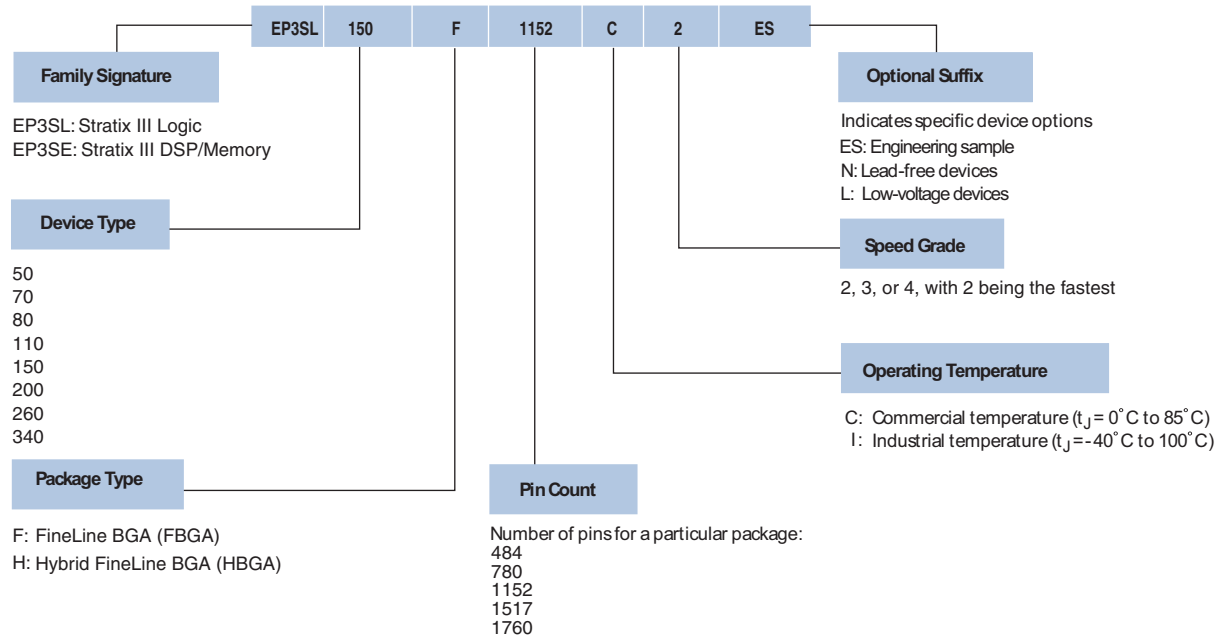 EP3SL 150 F 1152 C 2 ES
Family Signature
EP3SL: Stratix III Logic
EP3SE: Stratix III DSP/Memory
Device Type
50
70
80
110
150
200
260
340
Package Type
F: FineLine BGA (FBGA)
H: Hybrid FineLine BGA (HBGA)
Pin Count
Number of pins for a particular package:
484
780
1152
1517
1760
Optional Suffix
Indicates specific device options
ES: Engineering sample
N: Lead-free devices
L: Low-voltage devices
Speed Grade
2, 3, or 4, with 2 being the fastest
Operating Temperature
C: Commercial temperature (tJ = 0°C to 85°C)
I: Industrial temperature (tJ = -40°C to 100°C)